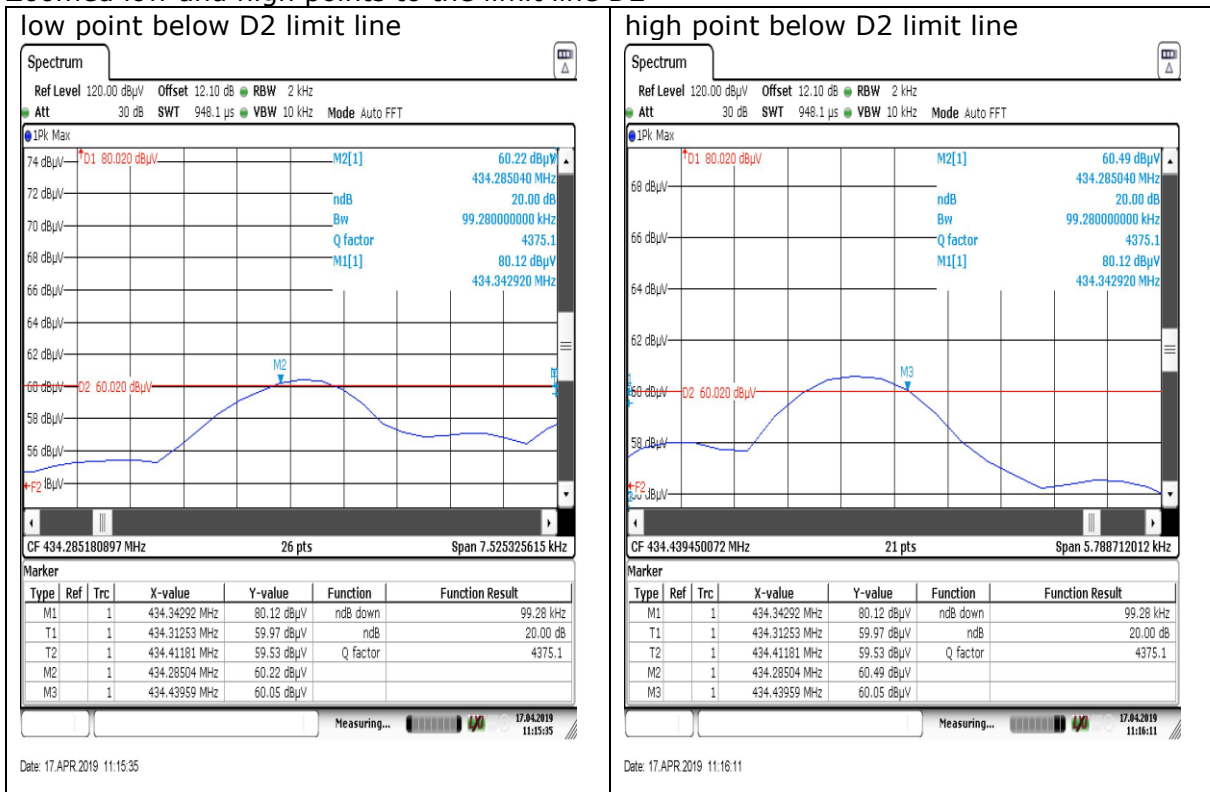 Zoomed low and high points to the limit line D2
low point below D2 limit line
Spectrum
Ref Level 120.00 dBµV Offset 12.10 dB RBW 2 kHz
Att 30 dB SWT 948.1 µs VBW 10 kHz Mode Auto FFT
1Pk Max
74 dBµV
D1 80.020 dBµV
M2[1] 60.22 dBµV
434.285040 MHz
72 dBµV
ndB 20.00 dB
Bw 99.280000000 kHz
70 dBµV
Q factor 4375.1
68 dBµV
M1[1] 80.12 dBµV
434.342920 MHz
66 dBµV
64 dBµV
62 dBµV
M2
60 dBµV
D2 60.020 dBµV
58 dBµV
56 dBµV
F2 dBµV
CF 434.285180897 MHz 26 pts Span 7.525325615 kHz
Marker
Type Ref Trc X-value Y-value Function Function Result
M1 1 434.34292 MHz 80.12 dBµV ndB down 99.28 kHz
T1 1 434.31253 MHz 59.97 dBµV ndB 20.00 dB
T2 1 434.41181 MHz 59.53 dBµV Q factor 4375.1
M2 1 434.28504 MHz 60.22 dBµV
M3 1 434.43959 MHz 60.05 dBµV
Measuring... 17.04.2019
11:15:35
Date: 17.APR.2019 11:15:35
high point below D2 limit line
Spectrum
Ref Level 120.00 dBµV Offset 12.10 dB RBW 2 kHz
Att 30 dB SWT 948.1 µs VBW 10 kHz Mode Auto FFT
1Pk Max
D1 80.020 dBµV
M2[1] 60.49 dBµV
434.285040 MHz
68 dBµV
ndB 20.00 dB
Bw 99.280000000 kHz
66 dBµV
Q factor 4375.1
M1[1] 80.12 dBµV
434.342920 MHz
64 dBµV
62 dBµV
M3
60 dBµV
D2 60.020 dBµV
58 dBµV
F2
dBµV
CF 434.439450072 MHz 21 pts Span 5.788712012 kHz
Marker
Type Ref Trc X-value Y-value Function Function Result
M1 1 434.34292 MHz 80.12 dBµV ndB down 99.28 kHz
T1 1 434.31253 MHz 59.97 dBµV ndB 20.00 dB
T2 1 434.41181 MHz 59.53 dBµV Q factor 4375.1
M2 1 434.28504 MHz 60.49 dBµV
M3 1 434.43959 MHz 60.05 dBµV
Measuring... 17.04.2019
11:16:11
Date: 17.APR.2019 11:16:11